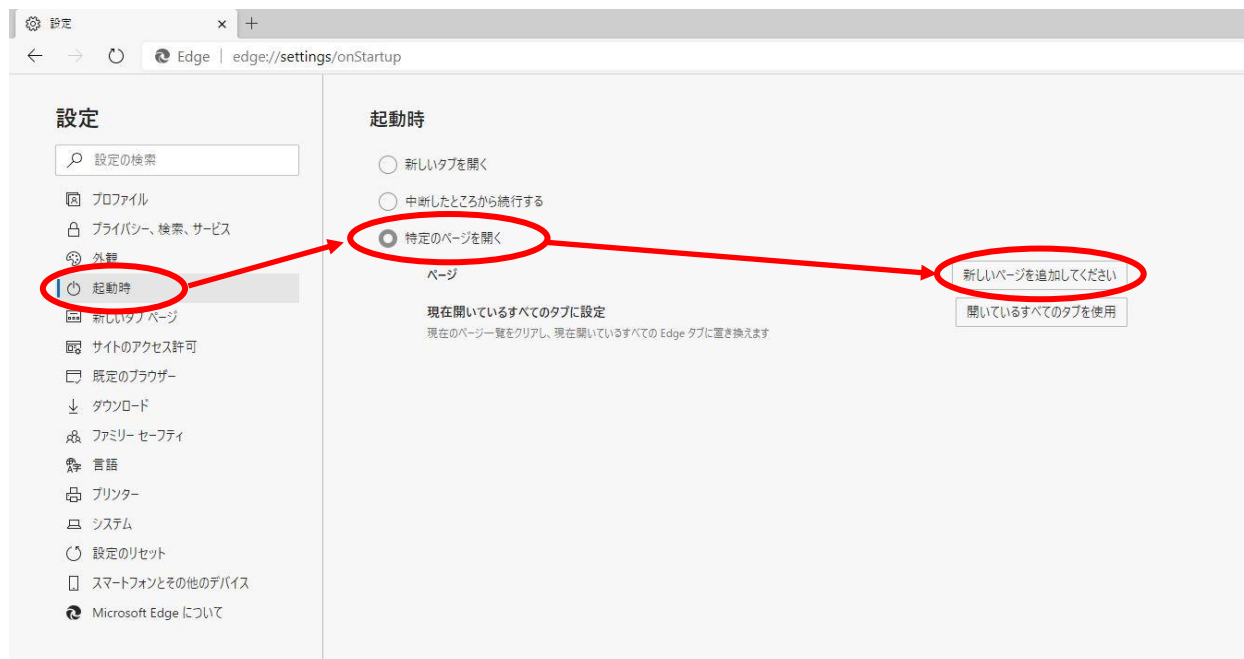 設定
Edge | edge://settings/onStartup
設定
設定の検索
プロファイル
プライバシー、検索、サービス
外観
起動時
新しいタブ ページ
サイトのアクセス許可
既定のブラウザー
ダウンロード
ファミリー セーフティ
言語
プリンター
システム
設定のリセット
スマートフォンとその他のデバイス
Microsoft Edge について
起動時
新しいタブを開く
中断したところから続行する
特定のページを開く
ページ
新しいページを追加してください
現在開いているすべてのタブに設定
開いているすべてのタブを使用
現在のページ一覧をクリアし、現在開いているすべての Edge タブに置き換えます